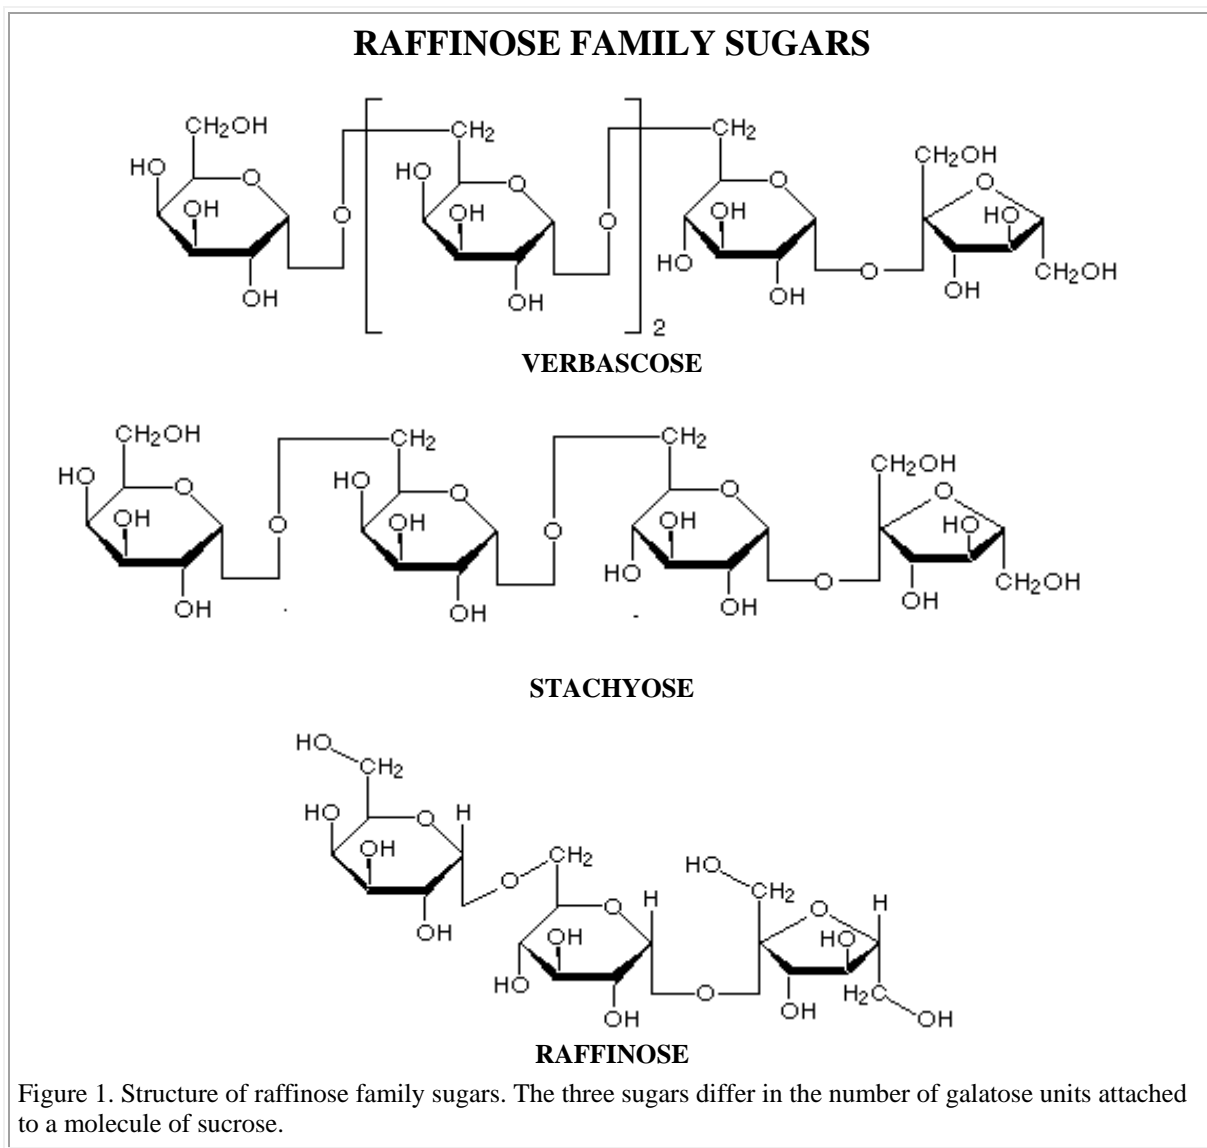 RAFFINOSE FAMILY SUGARS
CH2OH CH2 CH2
HO O HO O O CH2OH O
OH O OH O OH HO
HO O CH2OH
OH OH OH OH
2
VERBASCOSE
CH2OH CH2 CH2
HO O HO O O CH2OH O
OH O OH O OH HO
HO O CH2OH
OH OH OH OH
STACHYOSE
HO CH2
HO O H
OH O CH2 HO CH2
OH O H O H
OH HO
HO O OH H2C
OH OH
RAFFINOSE
Figure 1. Structure of raffinose family sugars. The three sugars differ in the number of galatose units attached
to a molecule of sucrose.